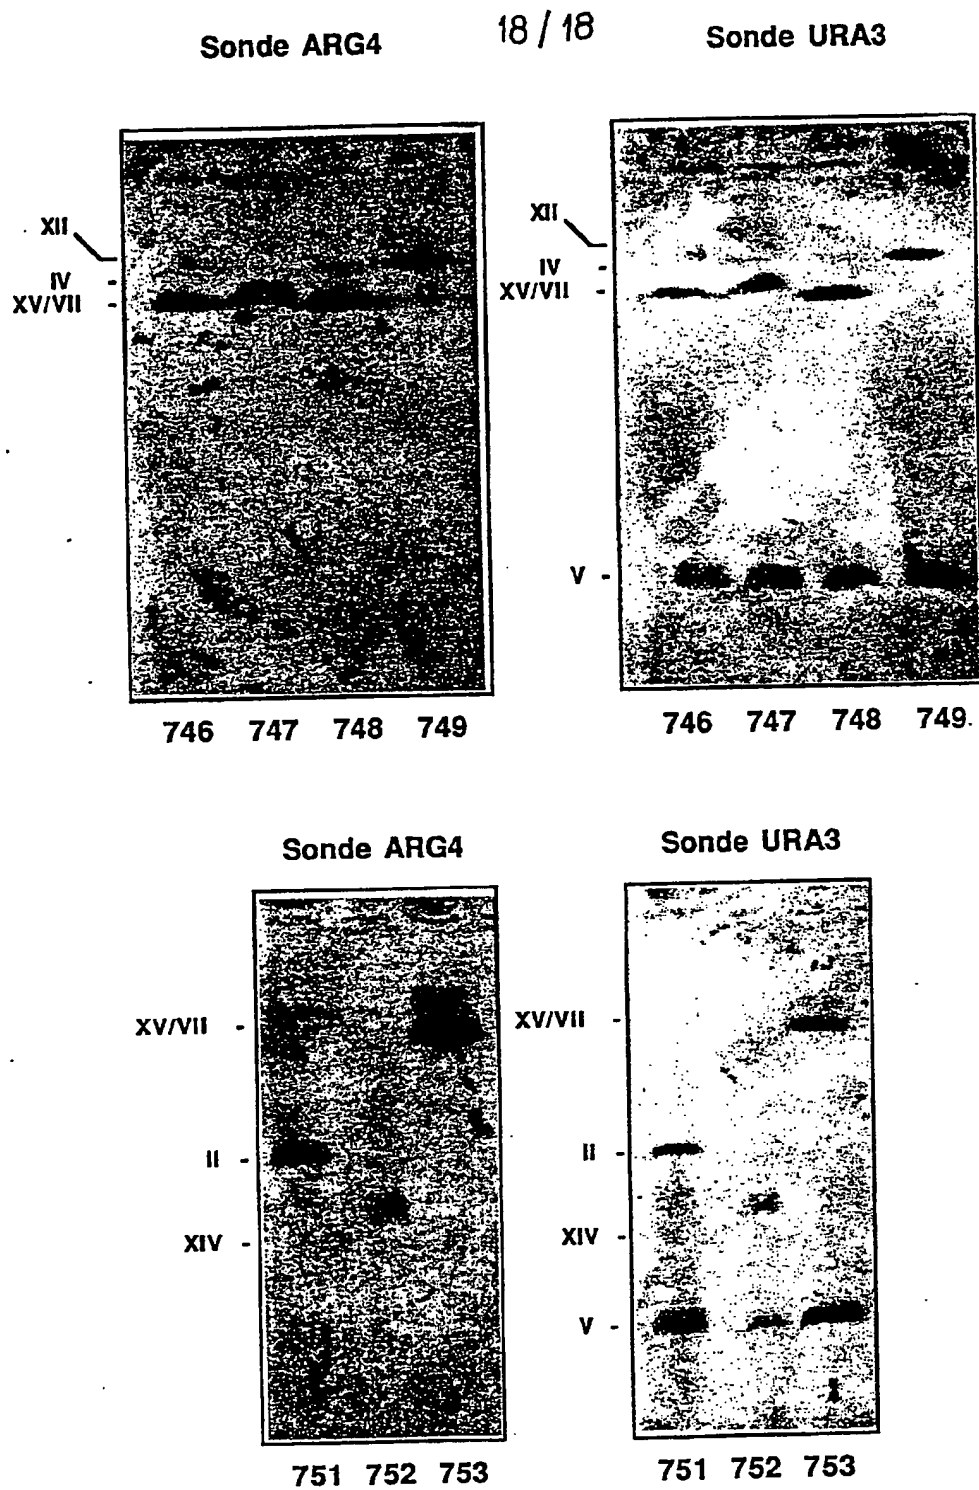 18/18
Sonde ARG4
XII
IV
XV/VII
746 747 748 749
Sonde URA3
XII
IV
XV/VII
V
746 747 748 749
Sonde ARG4
XV/VII
II
XIV
751 752 753
Sonde URA3
XV/VII
II
XIV
V
751 752 753